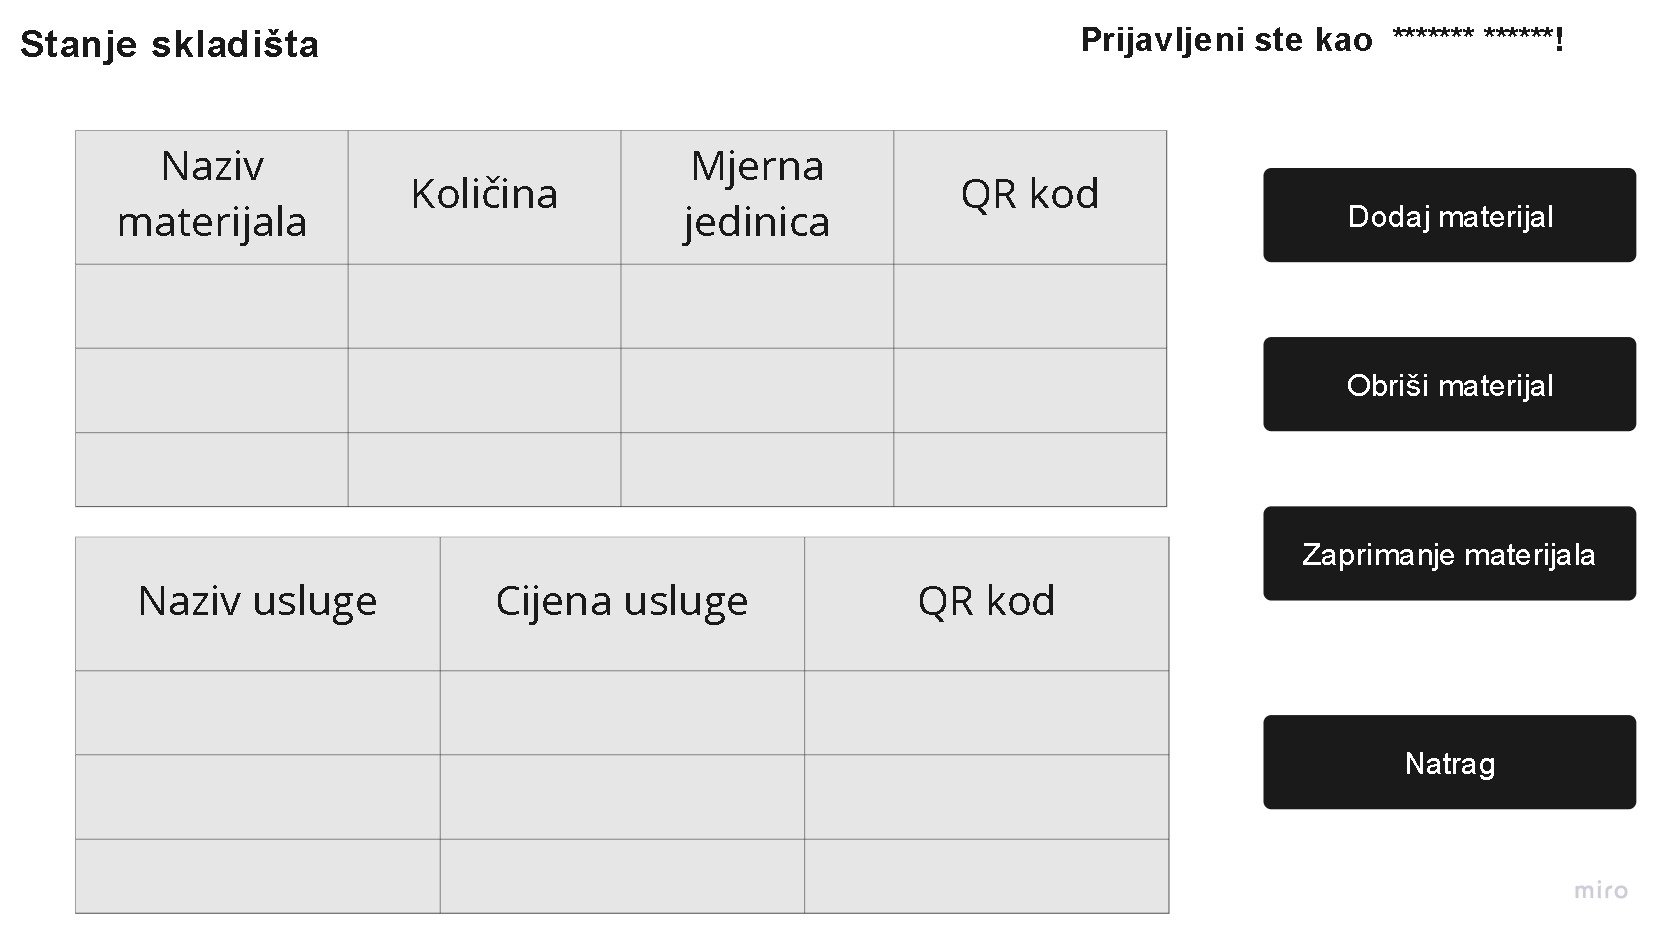 Stanje skladišta
Prijavljeni ste kao ******* ******!
Naziv
materijala
Količina
Mjerna
jedinica
QR kod
Dodaj materijal
Obriši materijal
Zaprimanje materijala
Naziv usluge
Cijena usluge
QR kod
Natrag
miro